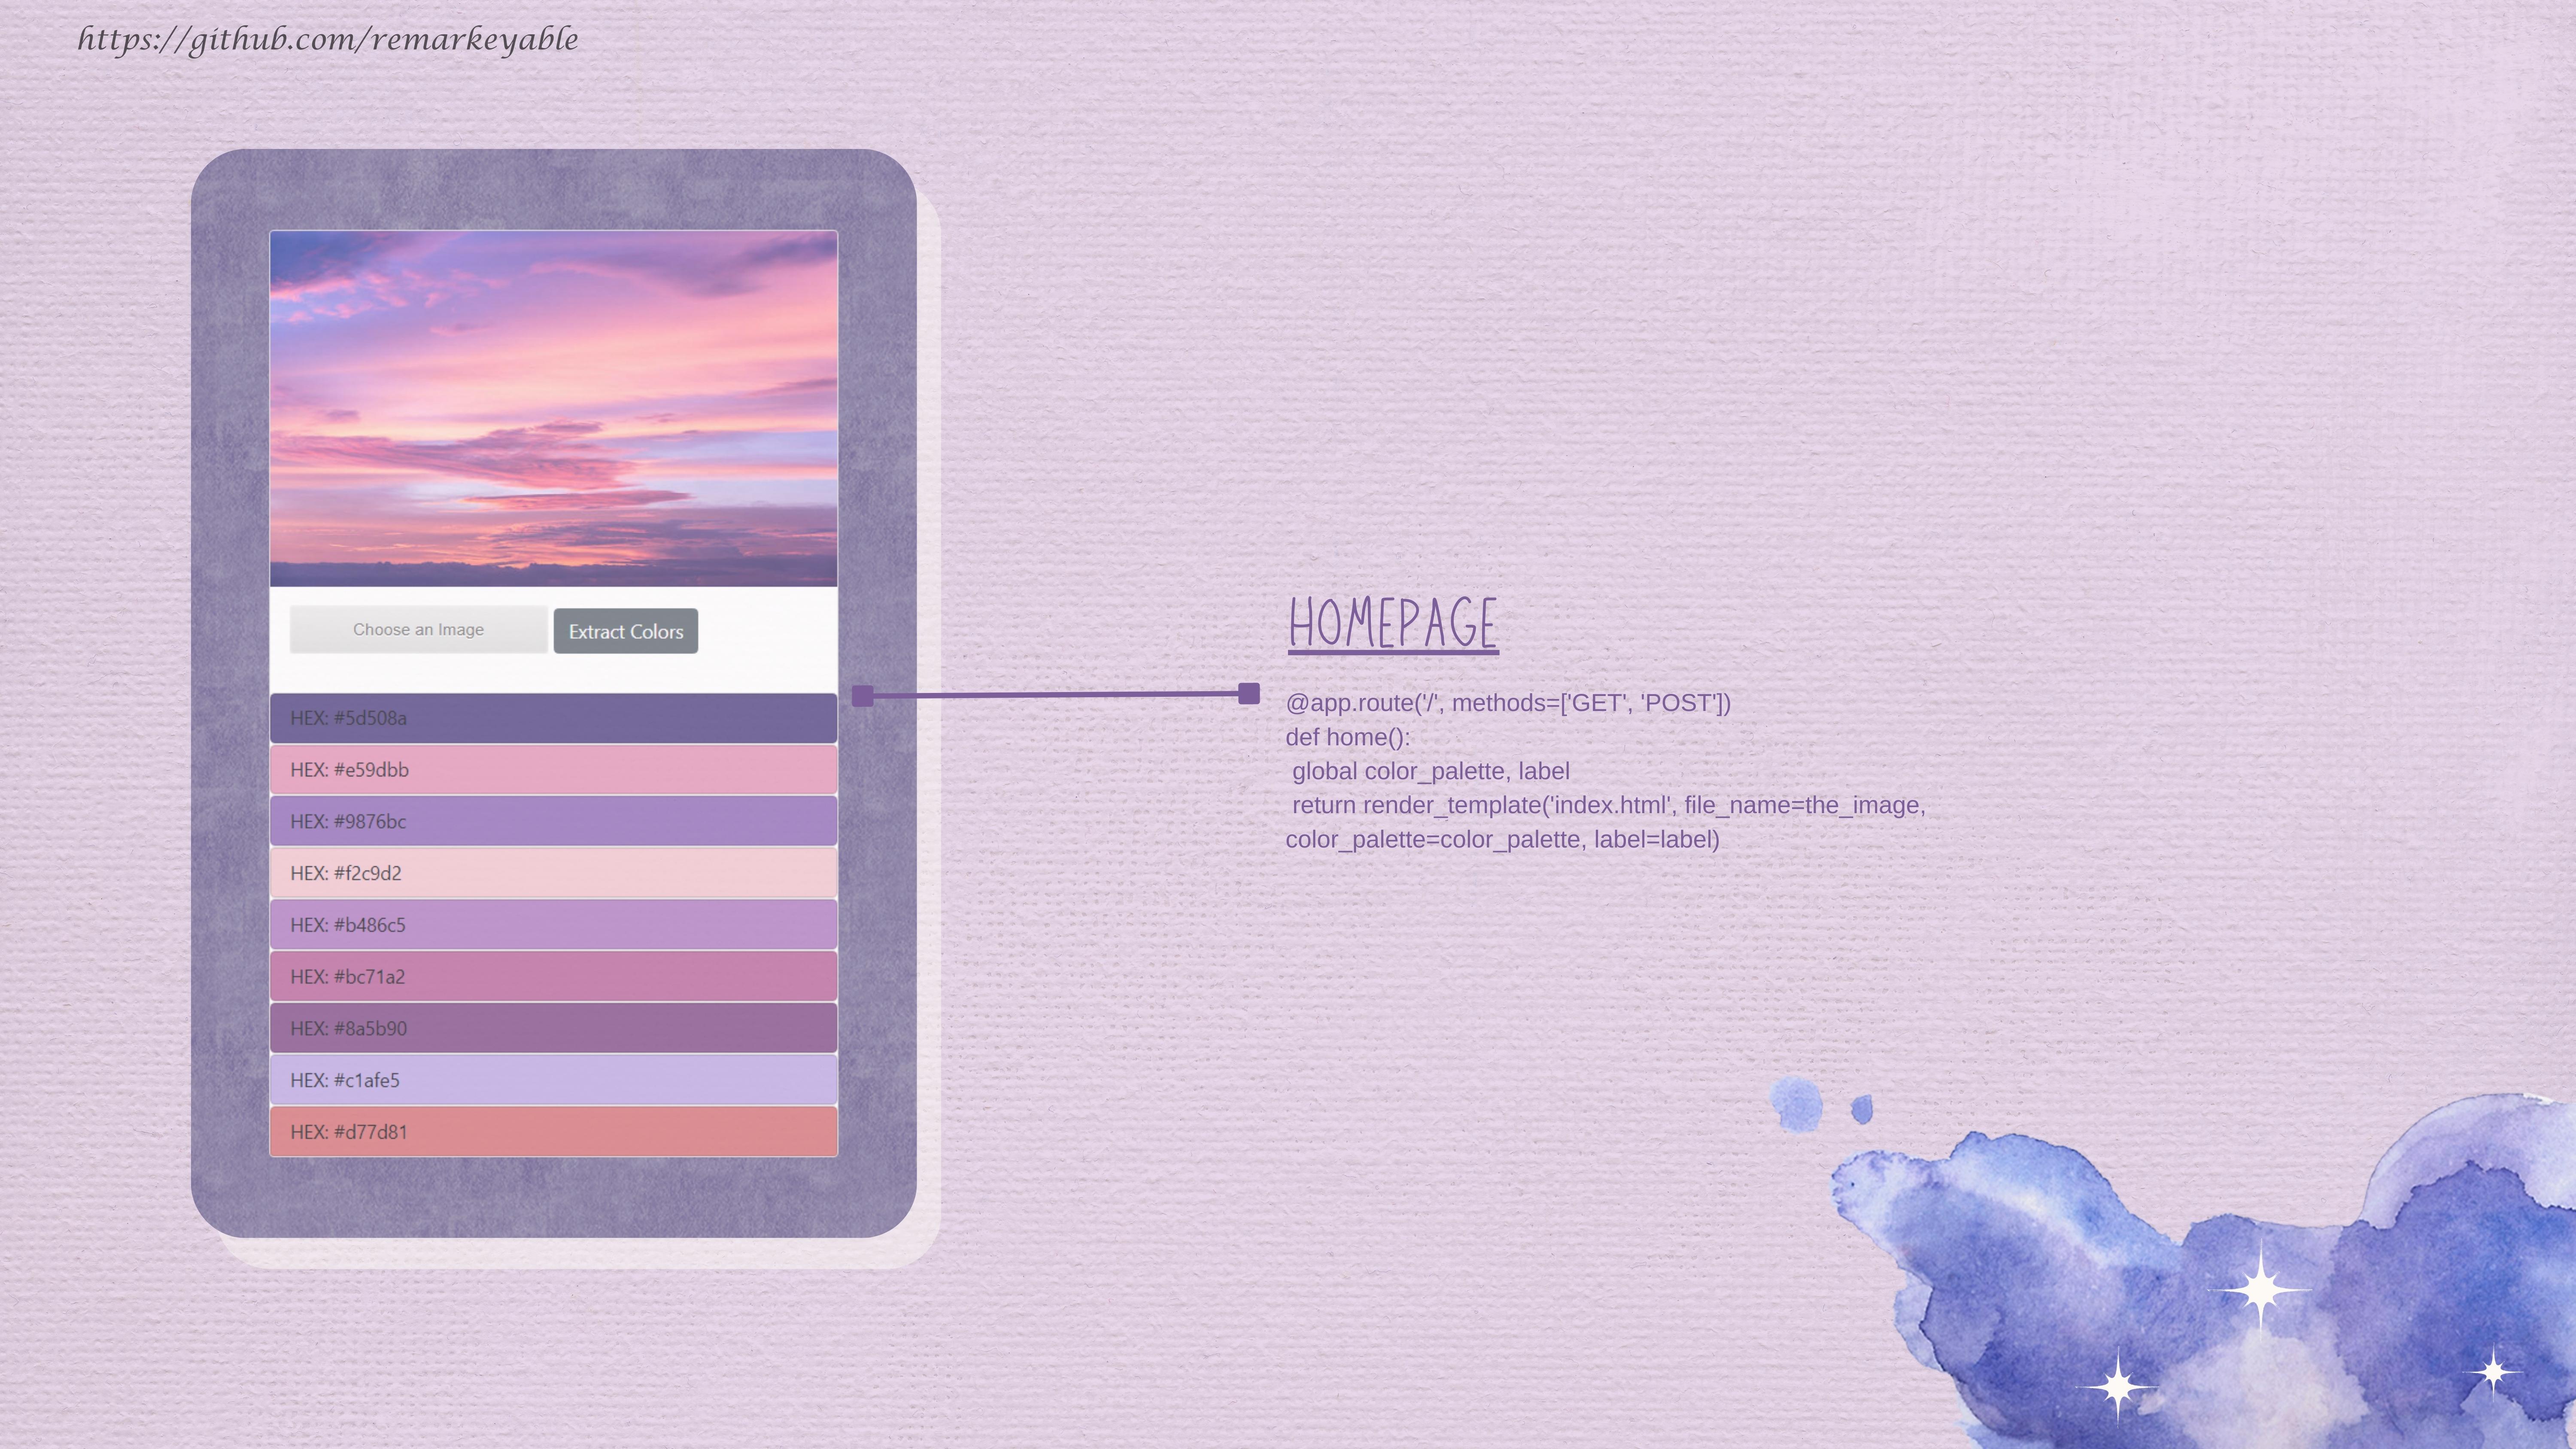 https://github.com/remarkeyable
Choose an Image
Extract Colors
HEX: #5d508a
HEX: #e59dbb
HEX: #9876bc
HEX: #f2c9d2
HEX: #b486c5
HEX: #bc71a2
HEX: #8a5b90
HEX: #c1afe5
HEX: #d77d81
HOMEPAGE
@app.route('/', methods=['GET', 'POST'])
def home():
 global color_palette, label
 return render_template('index.html', file_name=the_image,
color_palette=color_palette, label=label)